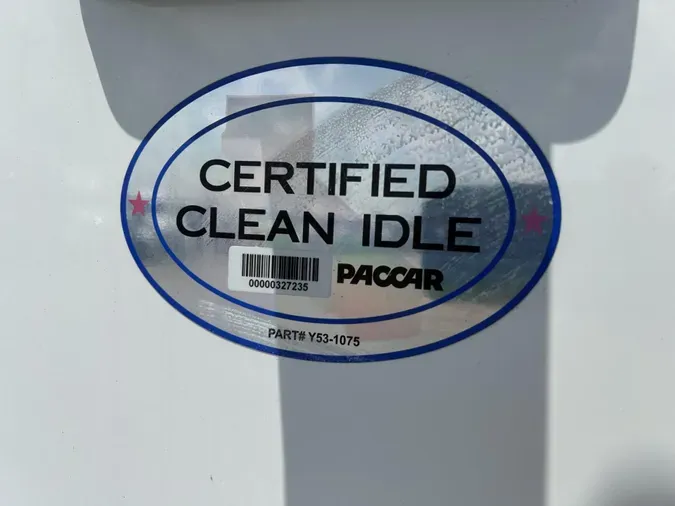 CERTIFIED
CLEAN IDLE
00000327235
PACCAR
PART# Y53-1075